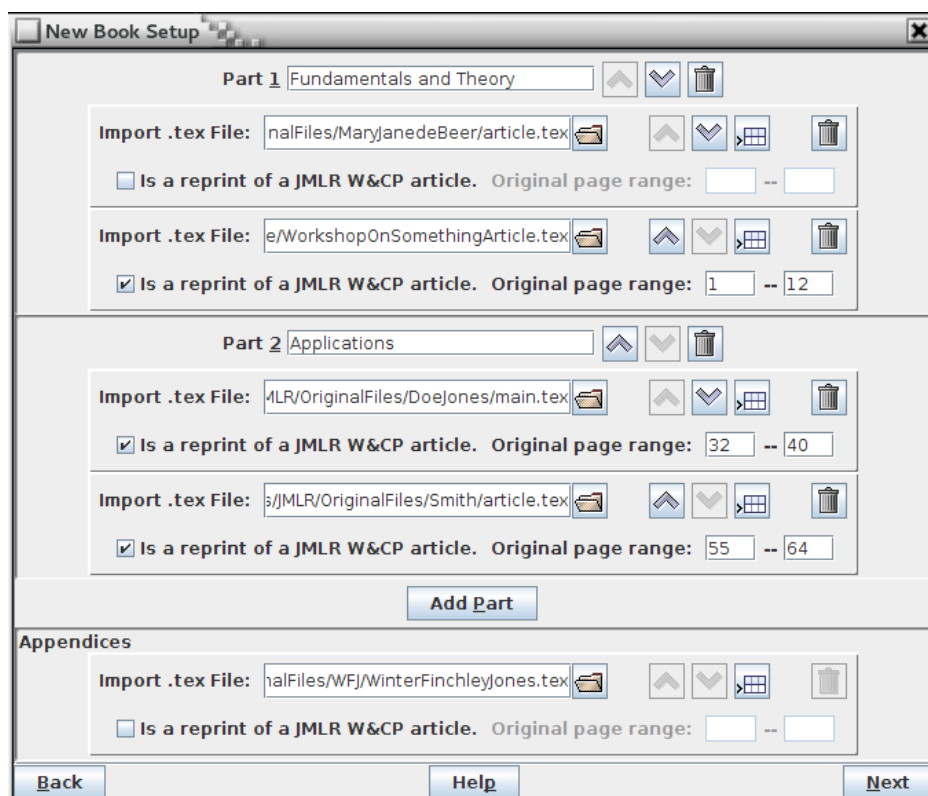 New Book Setup
Part 1 Fundamentals and Theory
Import .tex File: nalFiles/MaryJanedeBeer/article.tex
Is a reprint of a JMLR W&CP article. Original page range: --
Import .tex File: e/WorkshopOnSomethingArticle.tex
Is a reprint of a JMLR W&CP article. Original page range: 1 -- 12
Part 2 Applications
Import .tex File: MLR/OriginalFiles/DoeJones/main.tex
Is a reprint of a JMLR W&CP article. Original page range: 32 -- 40
Import .tex File: s/JMLR/OriginalFiles/Smith/article.tex
Is a reprint of a JMLR W&CP article. Original page range: 55 -- 64
Add Part
Appendices
Import .tex File: nalFiles/WFJ/WinterFinchleyJones.tex
Is a reprint of a JMLR W&CP article. Original page range: --
Back Help Next